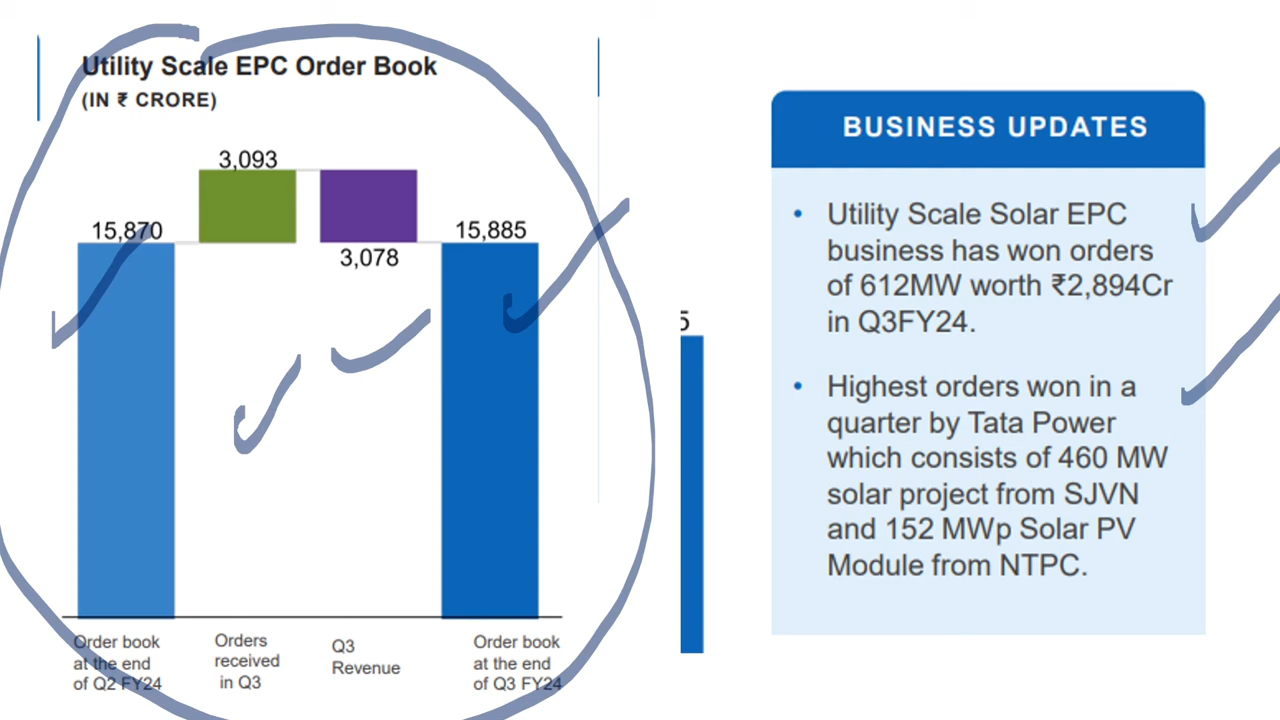 Utility Scale EPC Order Book
(IN ₹ CRORE)
3,093
15,870
3,078
15,885
Order book
at the end
of Q2 FY24
Orders
received
in Q3
Q3
Revenue
Order book
at the end
of Q3 FY24
5
BUSINESS UPDATES
• Utility Scale Solar EPC
business has won orders
of 612MW worth ₹2,894Cr
in Q3FY24.
• Highest orders won in a
quarter by Tata Power
which consists of 460 MW
solar project from SJVN
and 152 MWp Solar PV
Module from NTPC.